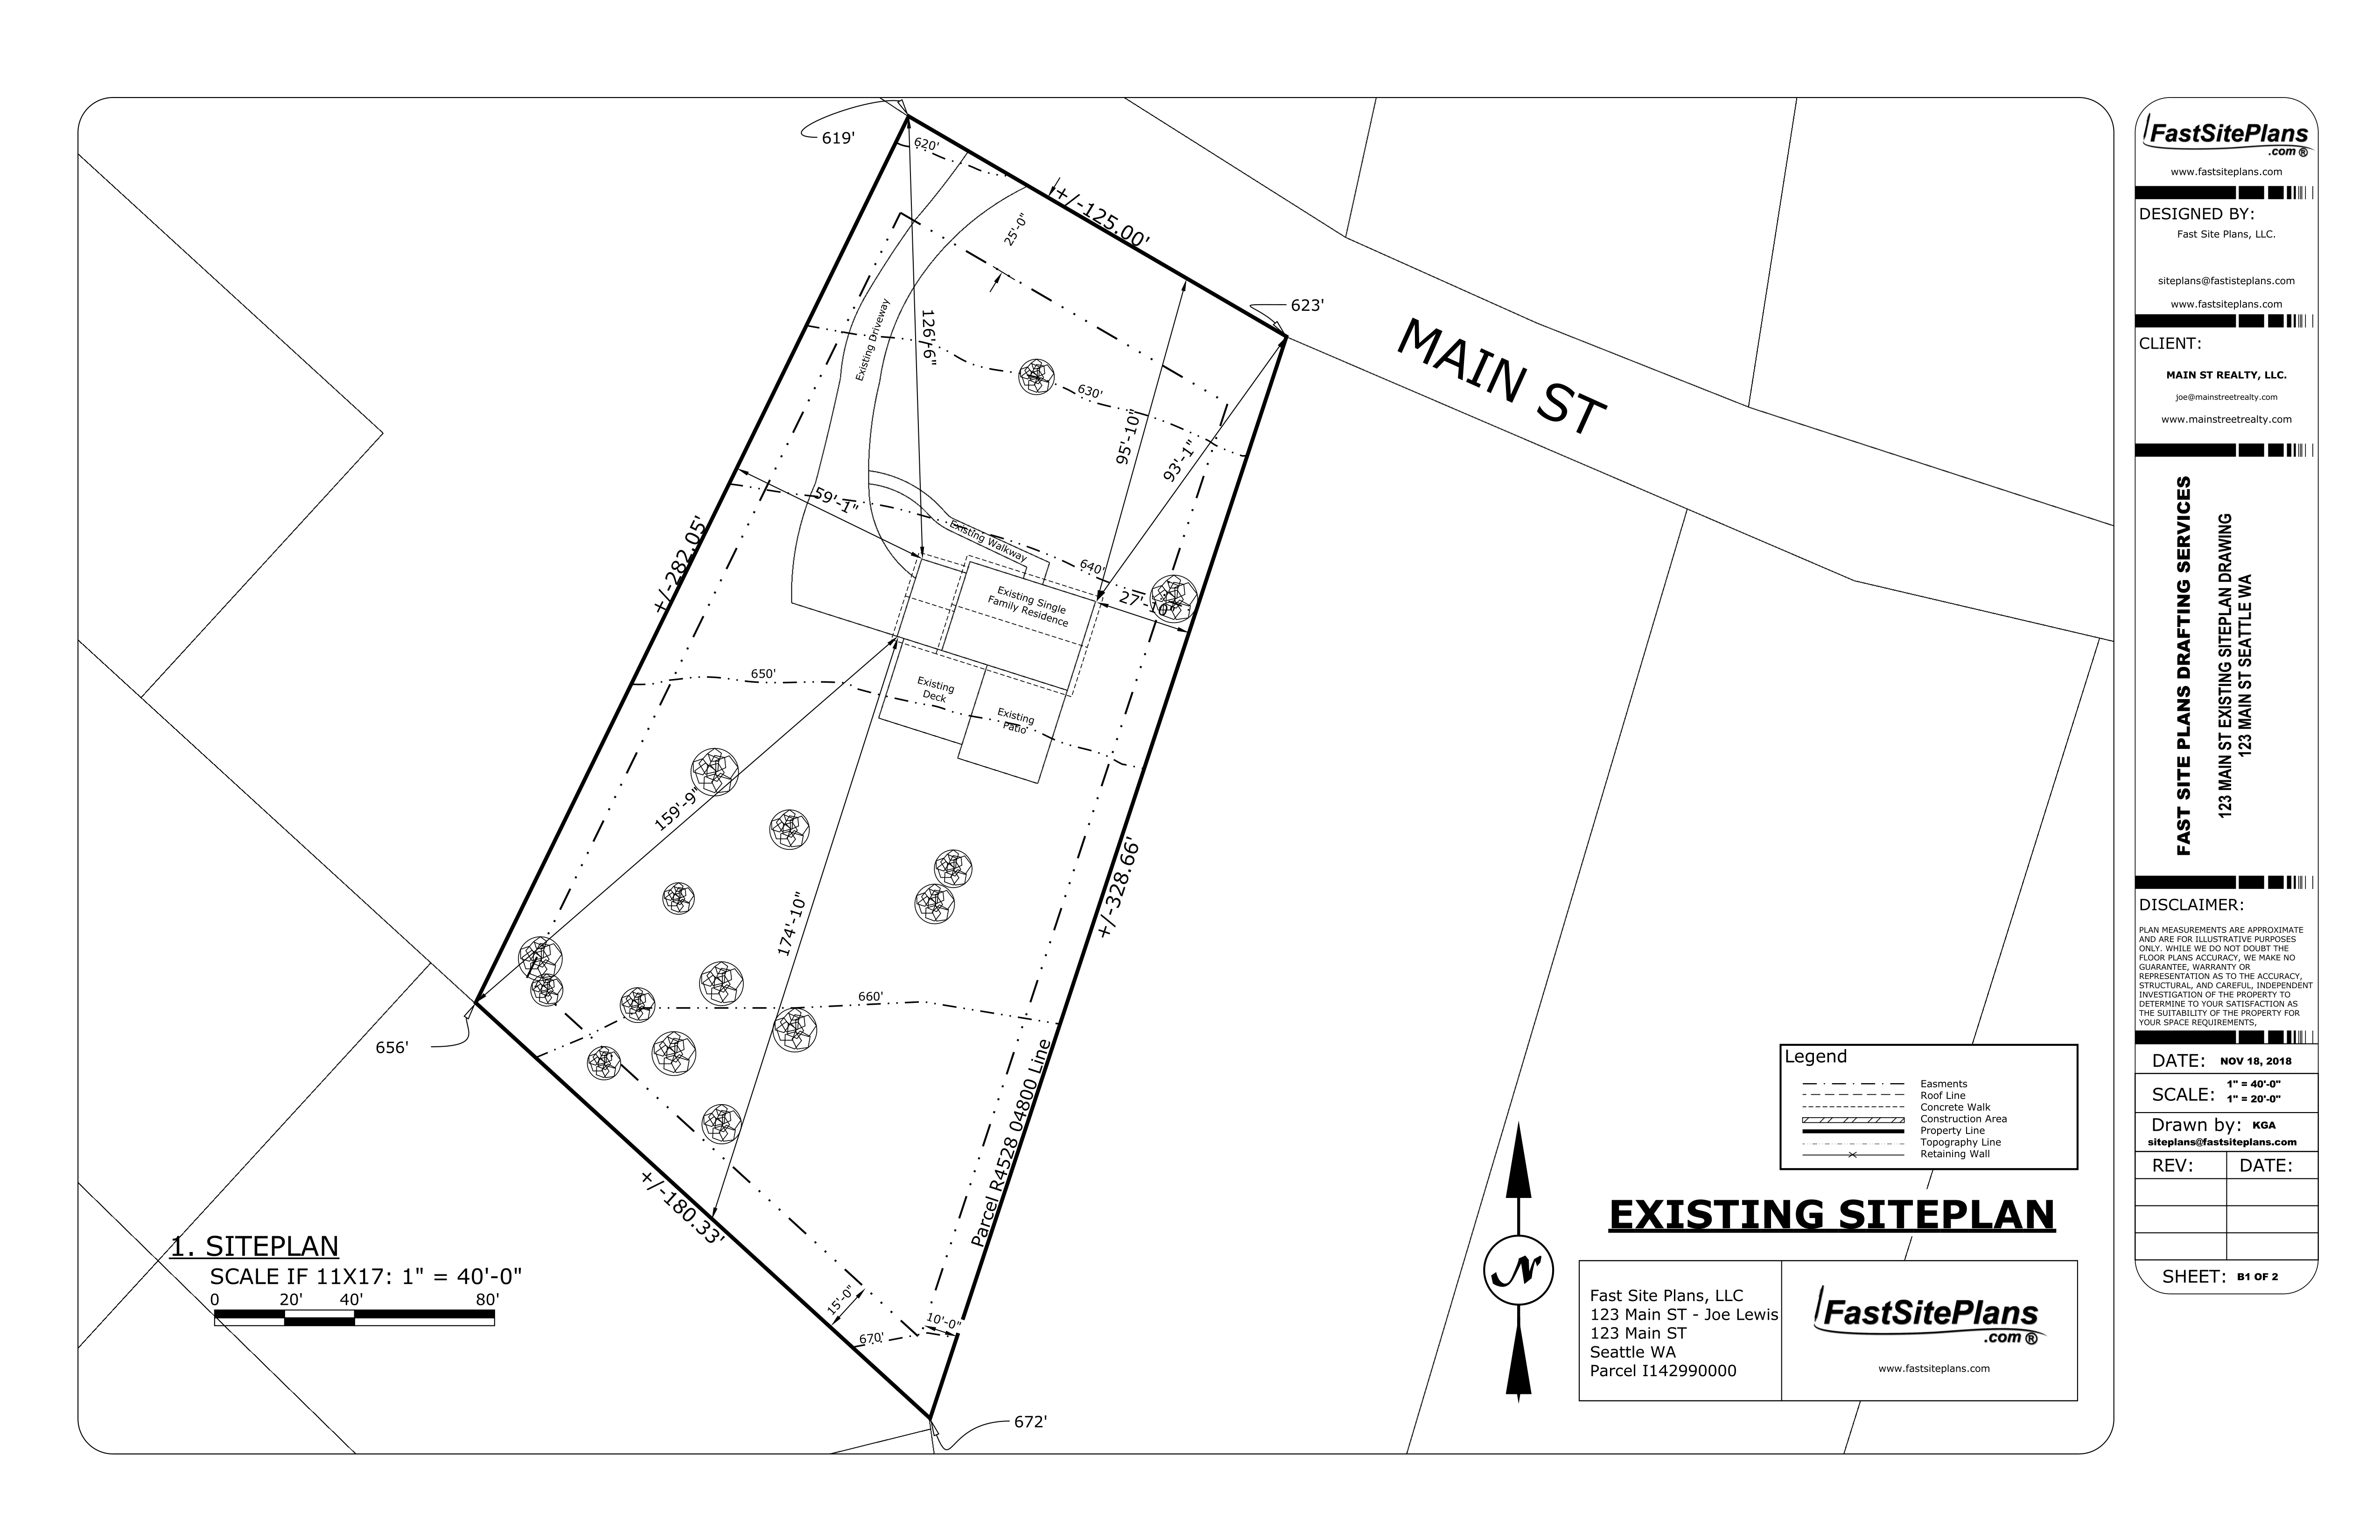 619'
620'
+/-125.00'
25'-0"
623'
126'-6"
Existing Driveway
630'
95'-10"
93'-1"
MAIN ST
59'-1"
Existing Walkway
640'
+/-282.05'
Existing Single
Family Residence
27'-10"
650'
Existing
Deck
Existing
Patio
159'-9"
174'-10"
+/-328.66'
660'
656'
Parcel R4528 04800 Line
+/-180.33'
15'-0"
10'-0"
670'
672'
1. SITEPLAN
SCALE IF 11X17: 1" = 40'-0"
0 20' 40' 80'
Legend
Easments
Roof Line
Concrete Walk
Construction Area
Property Line
Topography Line
Retaining Wall
N
EXISTING SITEPLAN
Fast Site Plans, LLC
123 Main ST - Joe Lewis
123 Main ST
Seattle WA
Parcel I142990000
FastSitePlans
.com ®
www.fastsiteplans.com
FastSitePlans
.com ®
www.fastsiteplans.com
DESIGNED BY:
Fast Site Plans, LLC.
siteplans@fastisteplans.com
www.fastsiteplans.com
CLIENT:
MAIN ST REALTY, LLC.
joe@mainstreetrealty.com
www.mainstreetrealty.com
FAST SITE PLANS DRAFTING SERVICES
123 MAIN ST EXISTING SITEPLAN DRAWING
123 MAIN ST SEATTLE WA
DISCLAIMER:
PLAN MEASUREMENTS ARE APPROXIMATE
AND ARE FOR ILLUSTRATIVE PURPOSES
ONLY. WHILE WE DO NOT DOUBT THE
FLOOR PLANS ACCURACY, WE MAKE NO
GUARANTEE, WARRANTY OR
REPRESENTATION AS TO THE ACCURACY,
STRUCTURAL, AND CAREFUL, INDEPENDENT
INVESTIGATION OF THE PROPERTY TO
DETERMINE TO YOUR SATISFACTION AS
THE SUITABILITY OF THE PROPERTY FOR
YOUR SPACE REQUIREMENTS,
DATE: NOV 18, 2018
SCALE: 1" = 40'-0"
1" = 20'-0"
Drawn by: KGA
siteplans@fastsiteplans.com
REV: DATE:
SHEET: B1 OF 2